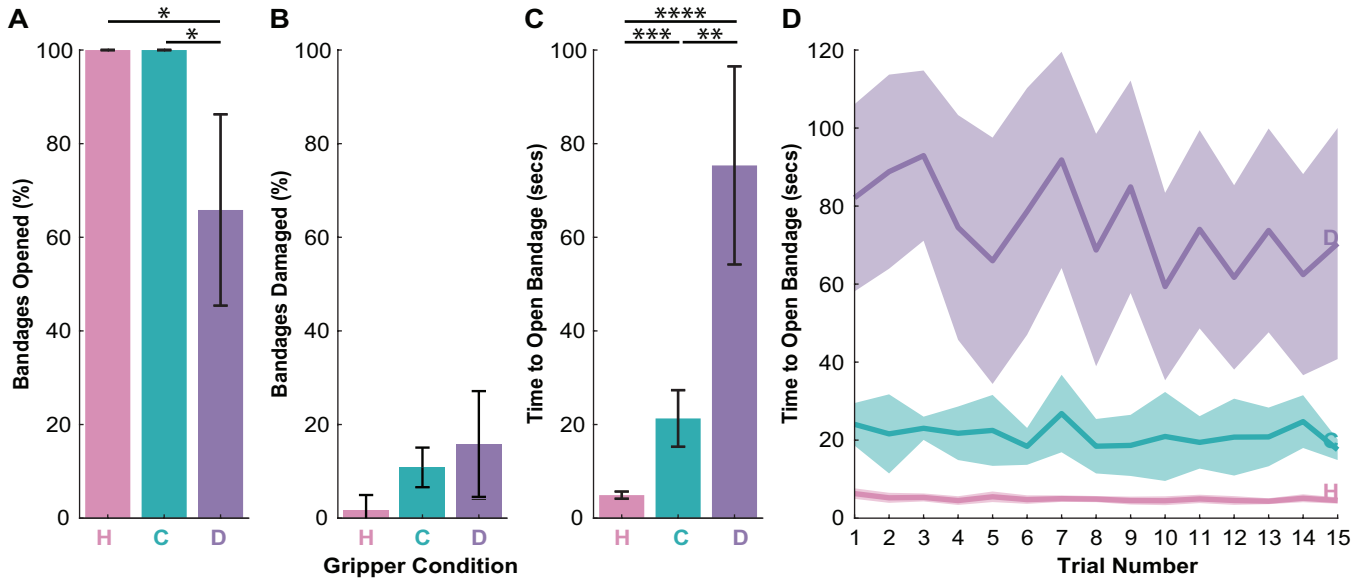 A
Bandages Opened (%)
100
80
60
40
20
0
*
*
H C D
B
Bandages Damaged (%)
100
80
60
40
20
0
H C D
Gripper Condition
C
Time to Open Bandage (secs)
100
80
60
40
20
0
****
*** **
H C D
D
Time to Open Bandage (secs)
120
100
80
60
40
20
0
D
C
H
1 2 3 4 5 6 7 8 9 10 11 12 13 14 15
Trial Number